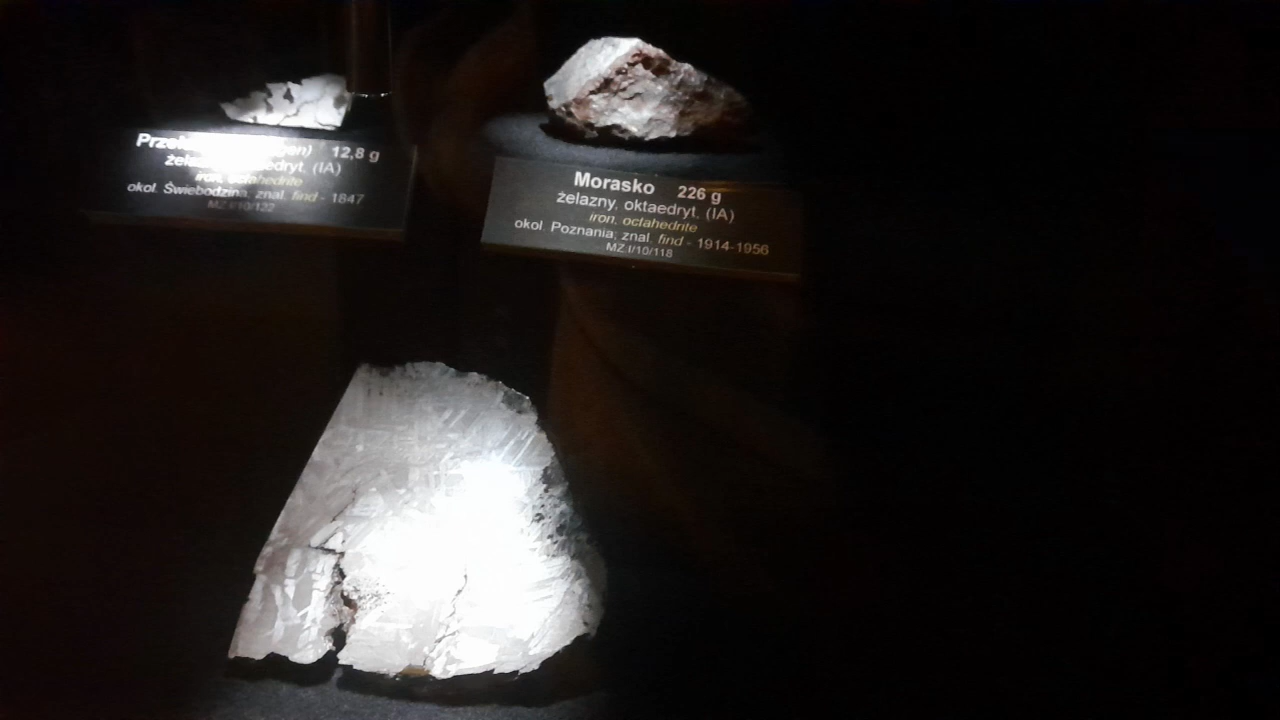 12,8 g
(IA)
iron, octahedrite
okol. Świebodzina, znal. find - 1847
Morasko 226 g
żelazny, oktaedryt. (IA)
iron, octahedrite
okol. Poznania, znal. find - 1914-1956
MZ I/10/118